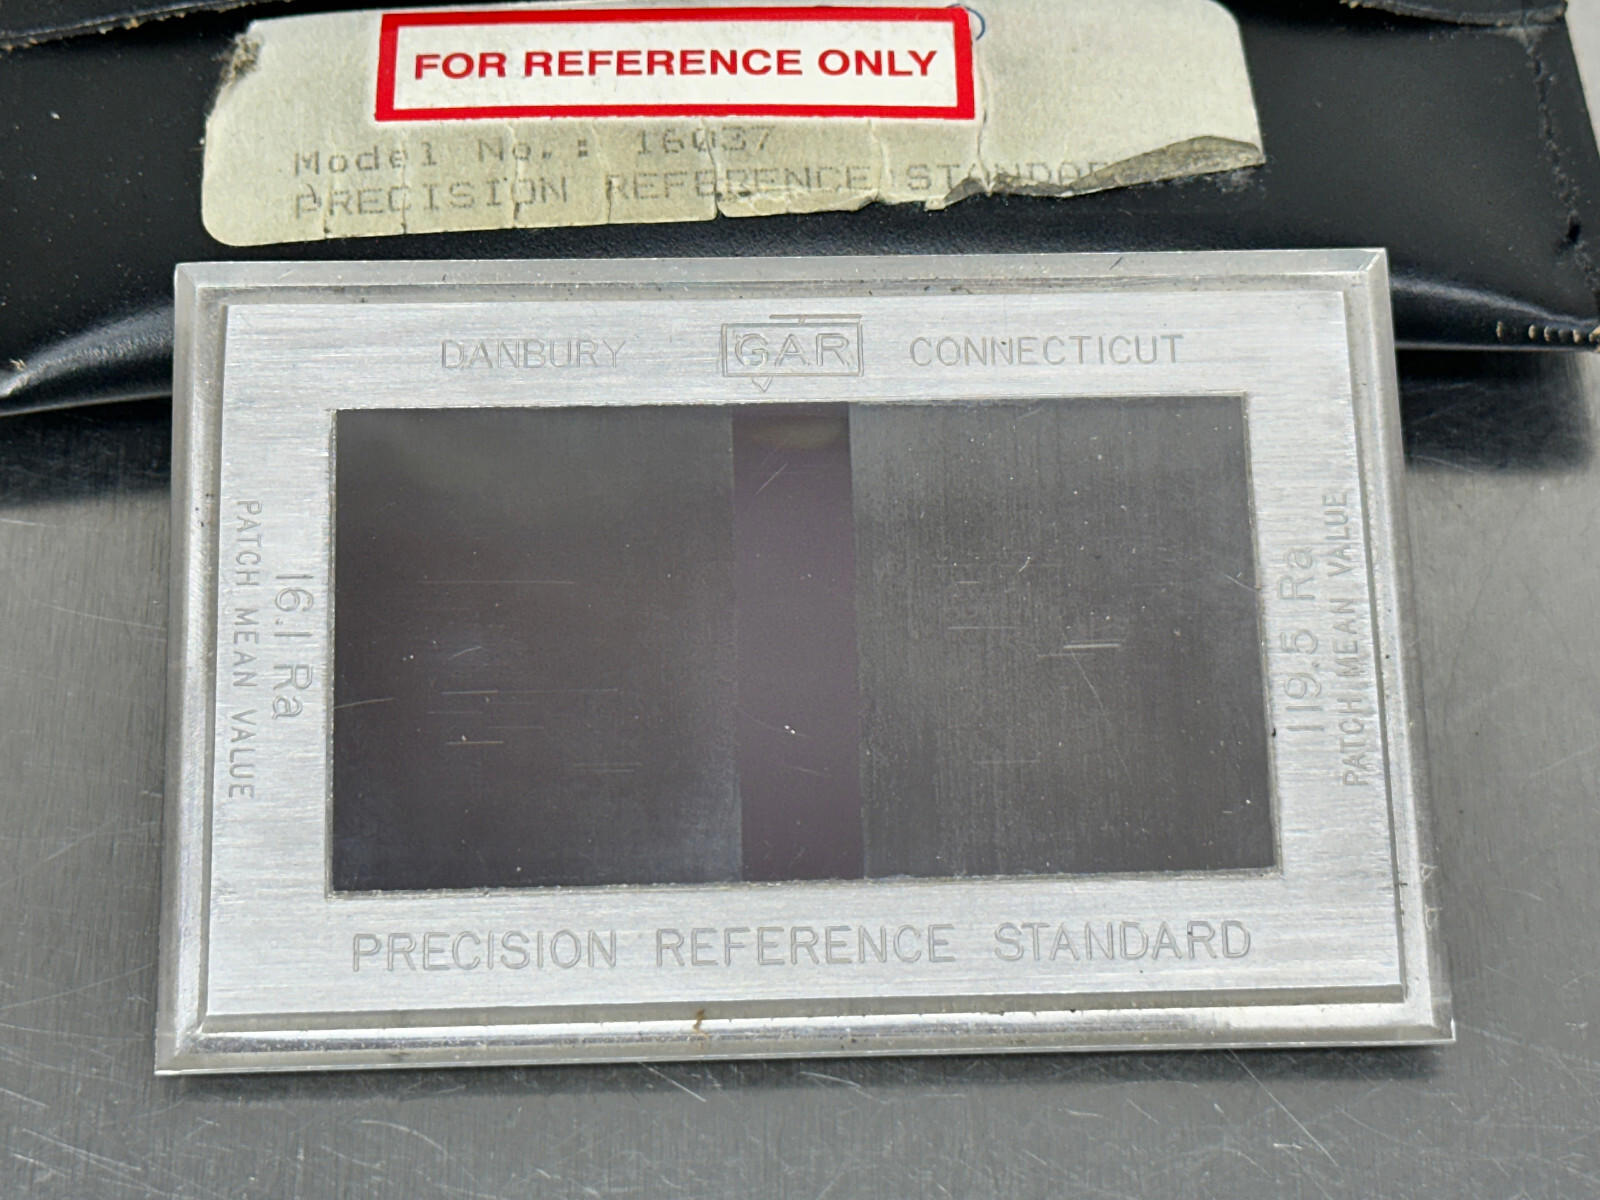 FOR REFERENCE ONLY
Model No.: 16037
PRECISION REFERENCE STANDARD
DANBURY GAR CONNECTICUT
PATCH MEAN VALUE
16.1 Ra
119.5 Ra
PATCH MEAN VALUE
PRECISION REFERENCE STANDARD